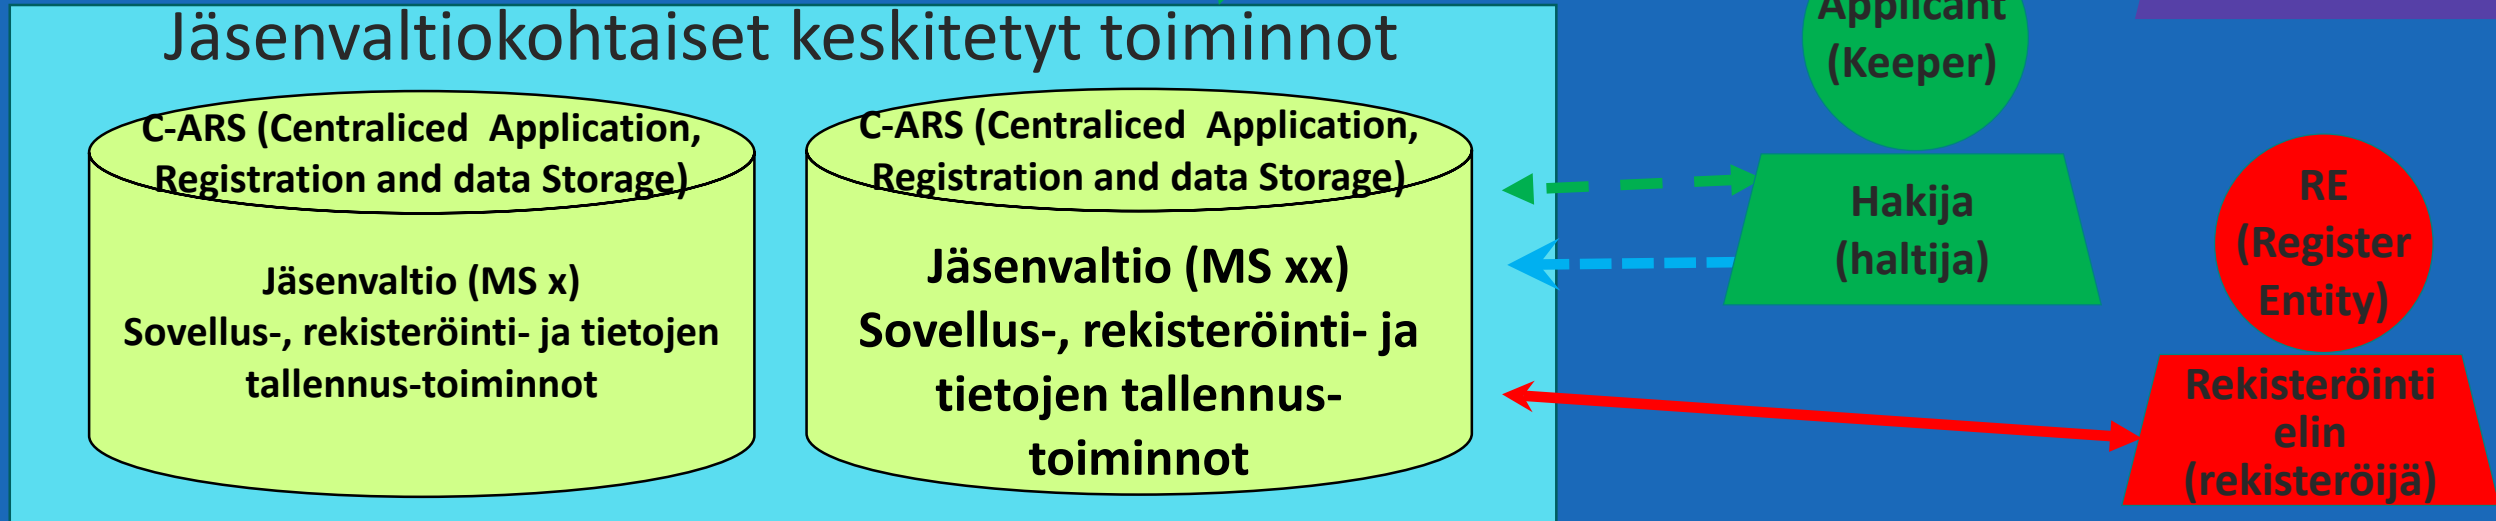 Jäsenvaltiokohtaiset keskitetyt toiminnot
C-ARS (Centraliced Application,
Registration and data Storage)
Jäsenvaltio (MS x)
Sovellus-, rekisteröinti- ja tietojen
tallennus-toiminnot
C-ARS (Centraliced Application,
Registration and data Storage)
Jäsenvaltio (MS xx)
Sovellus-, rekisteröinti- ja
tietojen tallennus-
toiminnot
Applicant
(Keeper)
Hakija
(haltija)
RE
(Register
Entity)
Rekisteröinti
elin
(rekisteröijä)